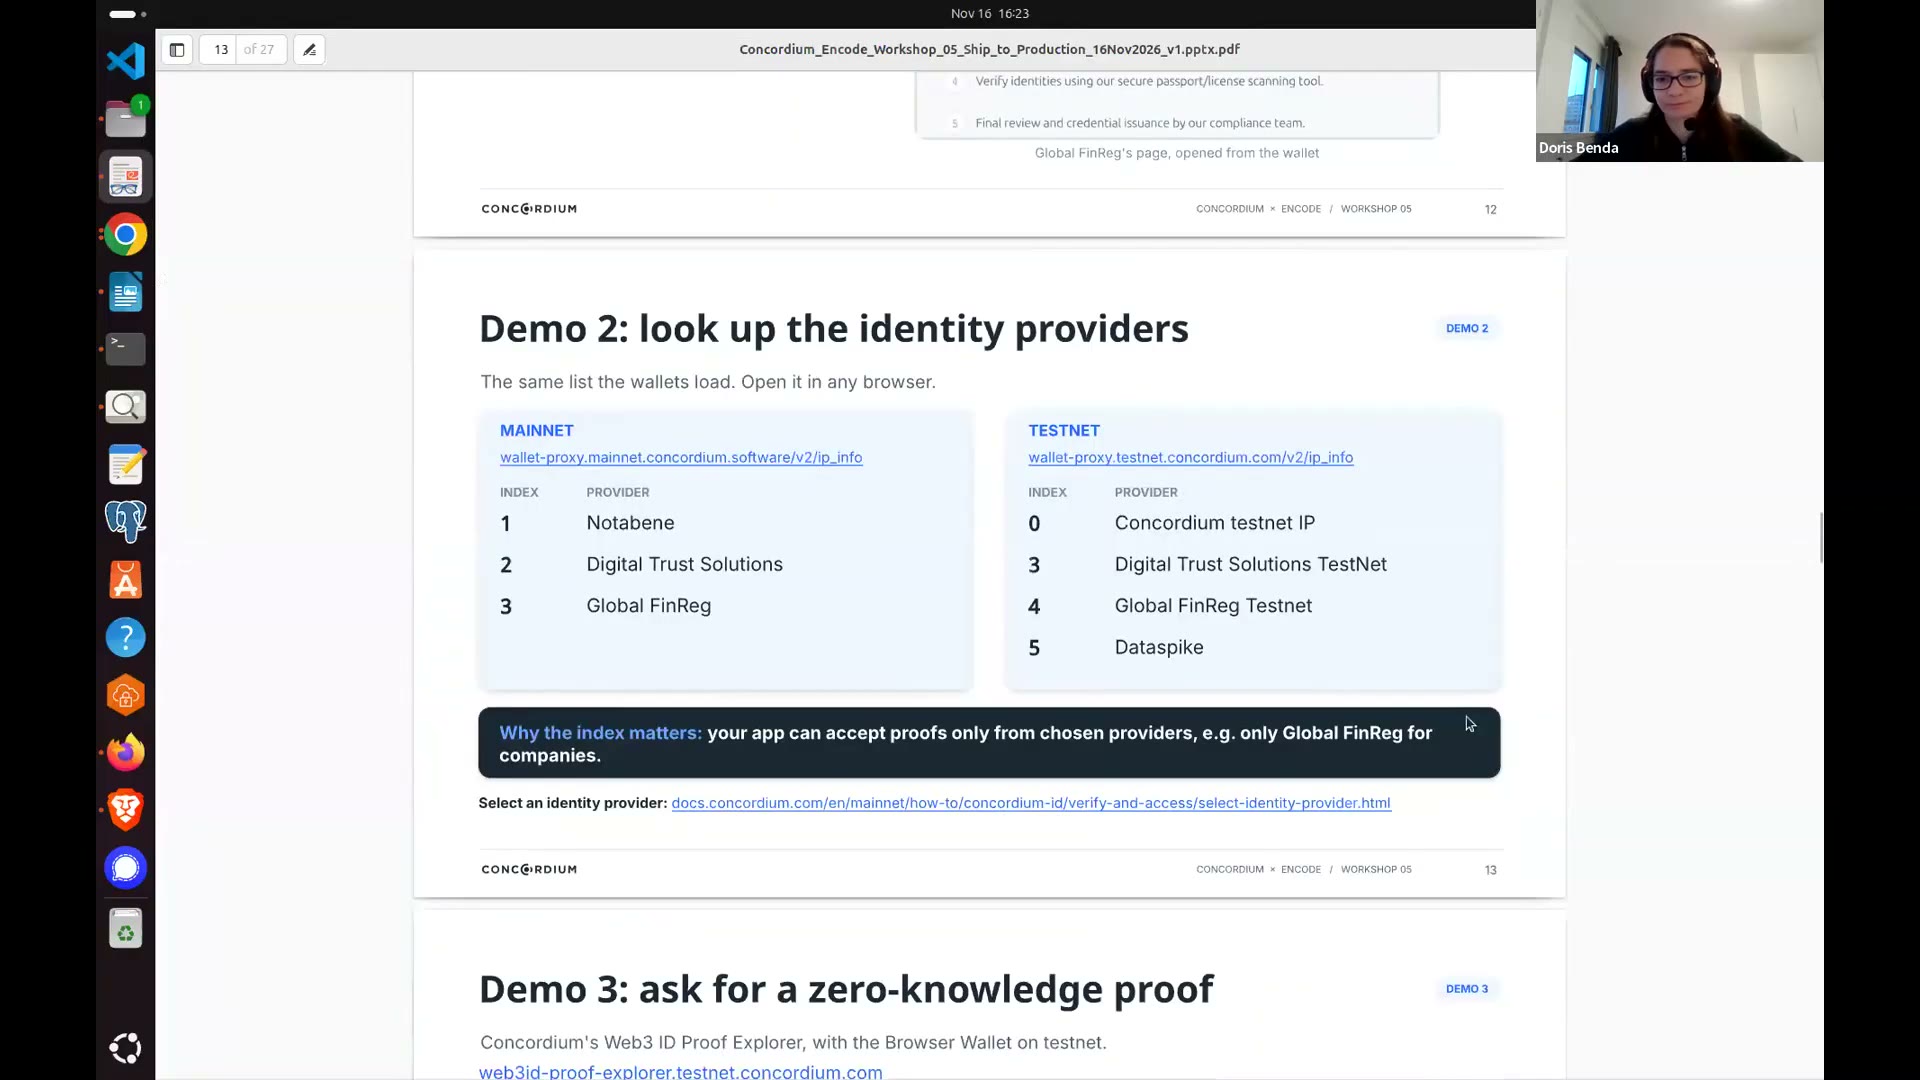 Nov 16 16:23
13 of 27
Concordium_Encode_Workshop_05_Ship_to_Production_16Nov2026_v1.pptx.pdf
1
Doris Benda
4 Verify identities using our secure passport/license scanning tool.
5 Final review and credential issuance by our compliance team.
Global FinReg's page, opened from the wallet
CONCORDIUM
CONCORDIUM × ENCODE / WORKSHOP 05 12
Demo 2: look up the identity providers
DEMO 2
The same list the wallets load. Open it in any browser.
MAINNET
wallet-proxy.mainnet.concordium.software/v2/ip_info
INDEX PROVIDER
1 Notabene
2 Digital Trust Solutions
3 Global FinReg
TESTNET
wallet-proxy.testnet.concordium.com/v2/ip_info
INDEX PROVIDER
0 Concordium testnet IP
3 Digital Trust Solutions TestNet
4 Global FinReg Testnet
5 Dataspike
Why the index matters: your app can accept proofs only from chosen providers, e.g. only Global FinReg for
companies.
Select an identity provider: docs.concordium.com/en/mainnet/how-to/concordium-id/verify-and-access/select-identity-provider.html
CONCORDIUM
CONCORDIUM × ENCODE / WORKSHOP 05 13
Demo 3: ask for a zero-knowledge proof
DEMO 3
Concordium's Web3 ID Proof Explorer, with the Browser Wallet on testnet.
web3id-proof-explorer.testnet.concordium.com